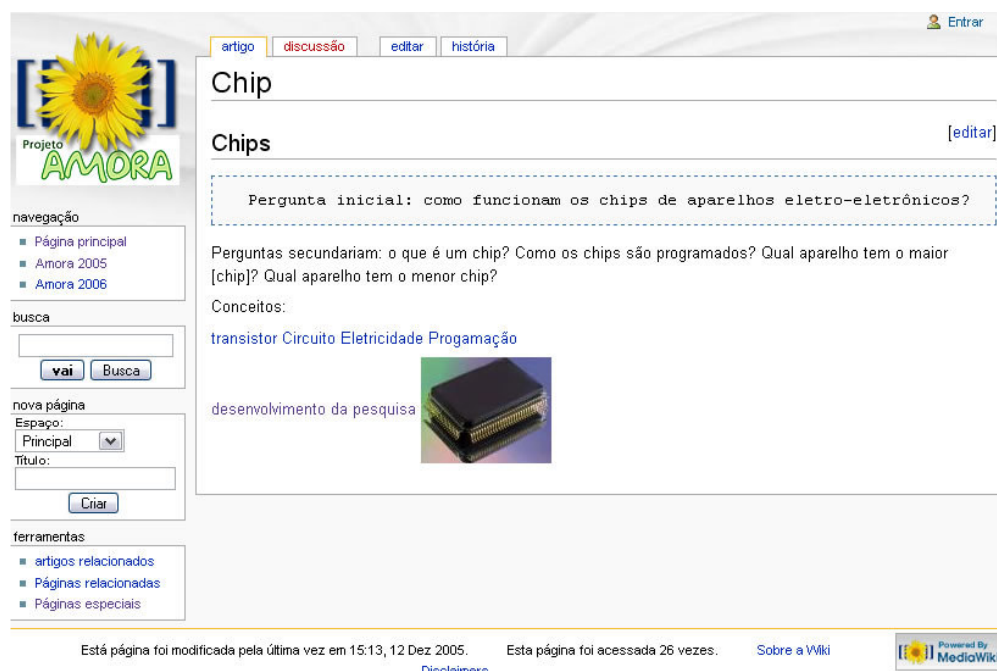 Entrar
artigo discussão editar história
Chip
Chips [editar]
Pergunta inicial: como funcionam os chips de aparelhos eletro-eletrônicos?
Perguntas secundariam: o que é um chip? Como os chips são programados? Qual aparelho tem o maior
[chip]? Qual aparelho tem o menor chip?
Conceitos:
transistor Circuito Eletricidade Progamação
desenvolvimento da pesquisa
Projeto
AMORA
navegação
Página principal
Amora 2005
Amora 2006
busca
vai Busca
nova página
Espaço:
Principal
Título:
Criar
ferramentas
artigos relacionados
Páginas relacionadas
Páginas especiais
Está página foi modificada pela última vez em 15:13, 12 Dez 2005. Esta página foi acessada 26 vezes. Sobre a Wiki
Disclaimers
Powered By
MediaWiki